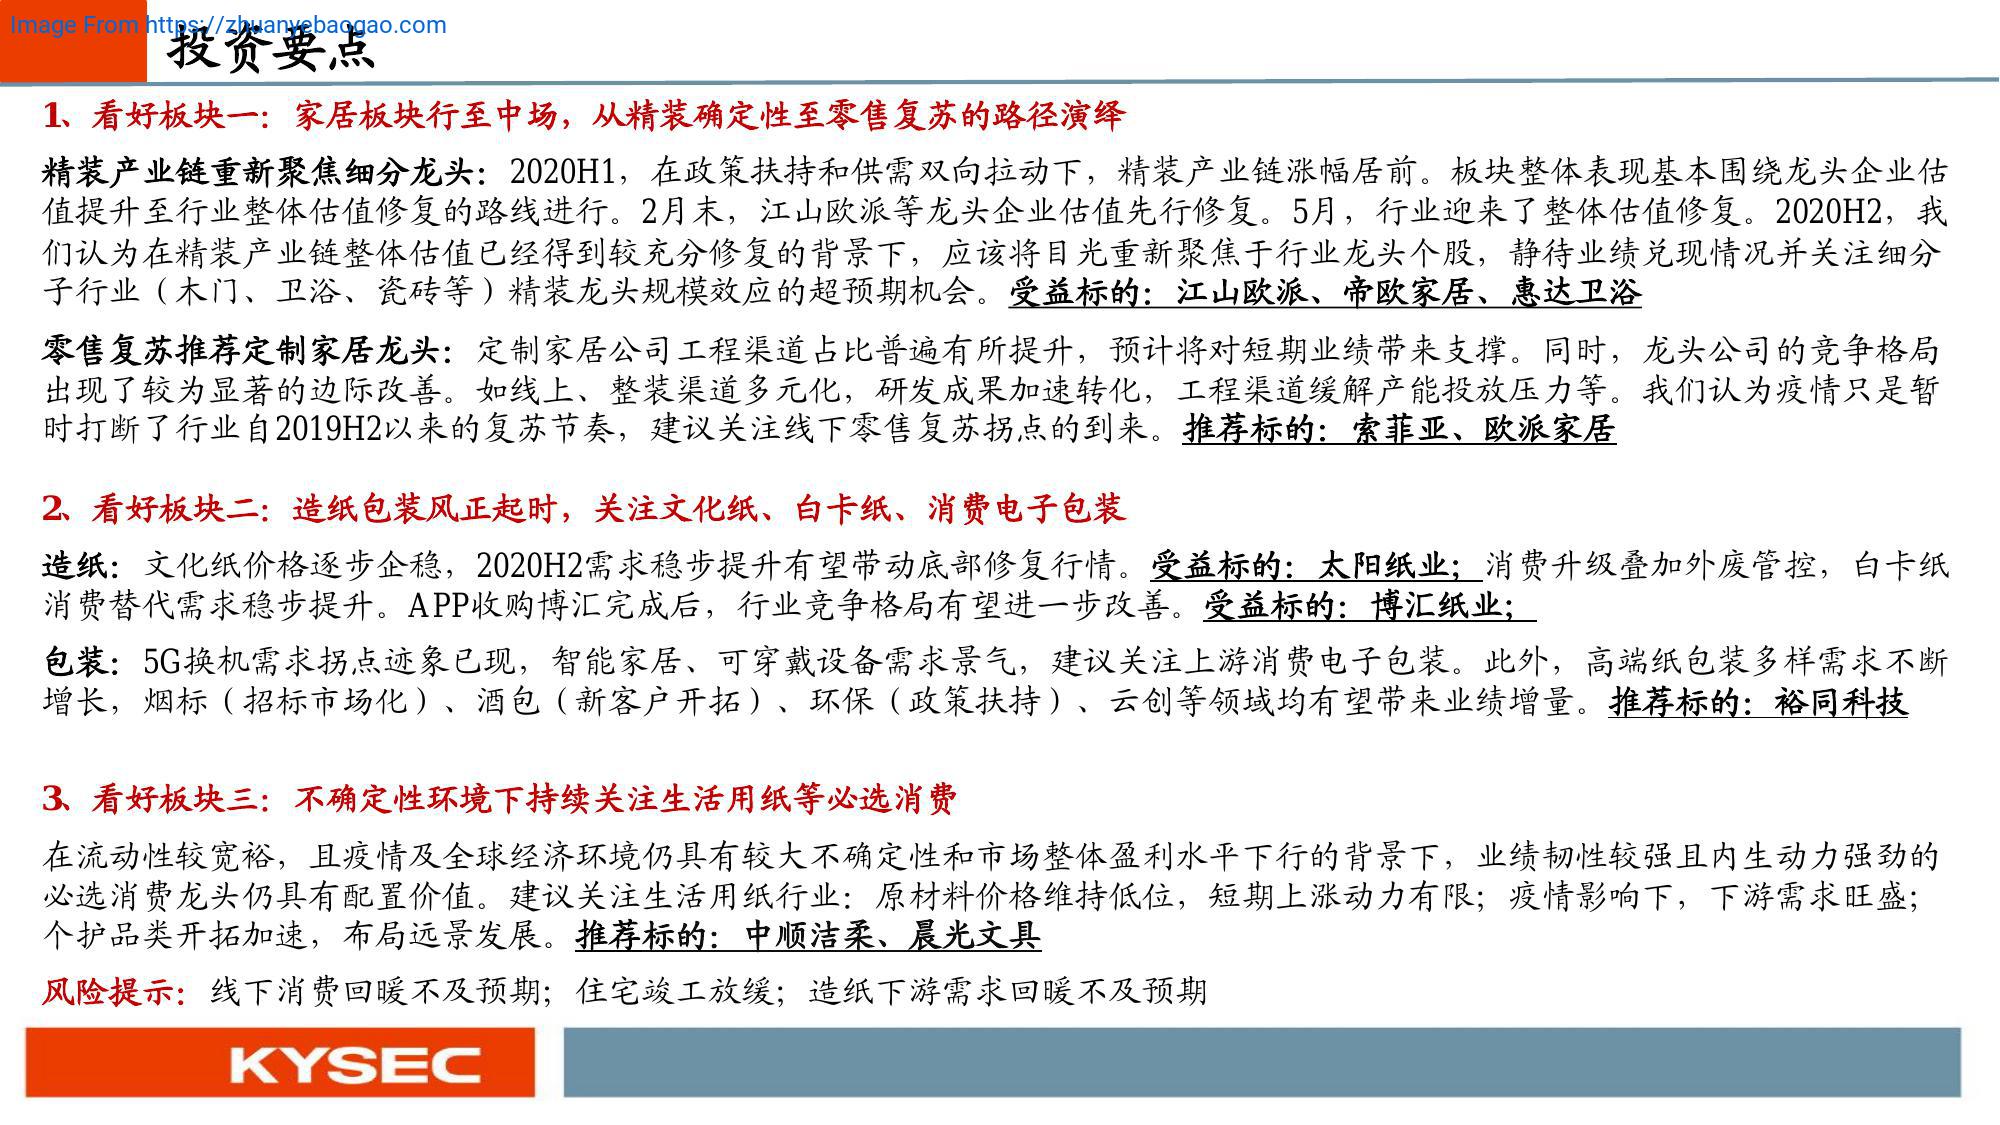 Image From https://zhuanyebaogao.com
投资要点
1、看好板块一：家居板块行至中场，从精装确定性至零售复苏的路径演绎
精装产业链重新聚焦细分龙头：2020H1，在政策扶持和供需双向拉动下，精装产业链涨幅居前。板块整体表现基本围绕龙头企业估
值提升至行业整体估值修复的路线进行。2月末，江山欧派等龙头企业估值先行修复。5月，行业迎来了整体估值修复。2020H2，我
们认为在精装产业链整体估值已经得到较充分修复的背景下，应该将目光重新聚焦于行业龙头个股，静待业绩兑现情况并关注细分
子行业（木门、卫浴、瓷砖等）精装龙头规模效应的超预期机会。受益标的：江山欧派、帝欧家居、惠达卫浴
零售复苏推荐定制家居龙头：定制家居公司工程渠道占比普遍有所提升，预计将对短期业绩带来支撑。同时，龙头公司的竞争格局
出现了较为显著的边际改善。如线上、整装渠道多元化，研发成果加速转化，工程渠道缓解产能投放压力等。我们认为疫情只是暂
时打断了行业自2019H2以来的复苏节奏，建议关注线下零售复苏拐点的到来。推荐标的：索菲亚、欧派家居
2、看好板块二：造纸包装风正起时，关注文化纸、白卡纸、消费电子包装
造纸：文化纸价格逐步企稳，2020H2需求稳步提升有望带动底部修复行情。受益标的：太阳纸业；消费升级叠加外废管控，白卡纸
消费替代需求稳步提升。APP收购博汇完成后，行业竞争格局有望进一步改善。受益标的：博汇纸业；
包装：5G换机需求拐点迹象已现，智能家居、可穿戴设备需求景气，建议关注上游消费电子包装。此外，高端纸包装多样需求不断
增长，烟标（招标市场化）、酒包（新客户开拓）、环保（政策扶持）、云创等领域均有望带来业绩增量。推荐标的：裕同科技
3、看好板块三：不确定性环境下持续关注生活用纸等必选消费
在流动性较宽裕，且疫情及全球经济环境仍具有较大不确定性和市场整体盈利水平下行的背景下，业绩韧性较强且内生动力强劲的
必选消费龙头仍具有配置价值。建议关注生活用纸行业：原材料价格维持低位，短期上涨动力有限；疫情影响下，下游需求旺盛；
个护品类开拓加速，布局远景发展。推荐标的：中顺洁柔、晨光文具
风险提示：线下消费回暖不及预期；住宅竣工放缓；造纸下游需求回暖不及预期
KYSEC